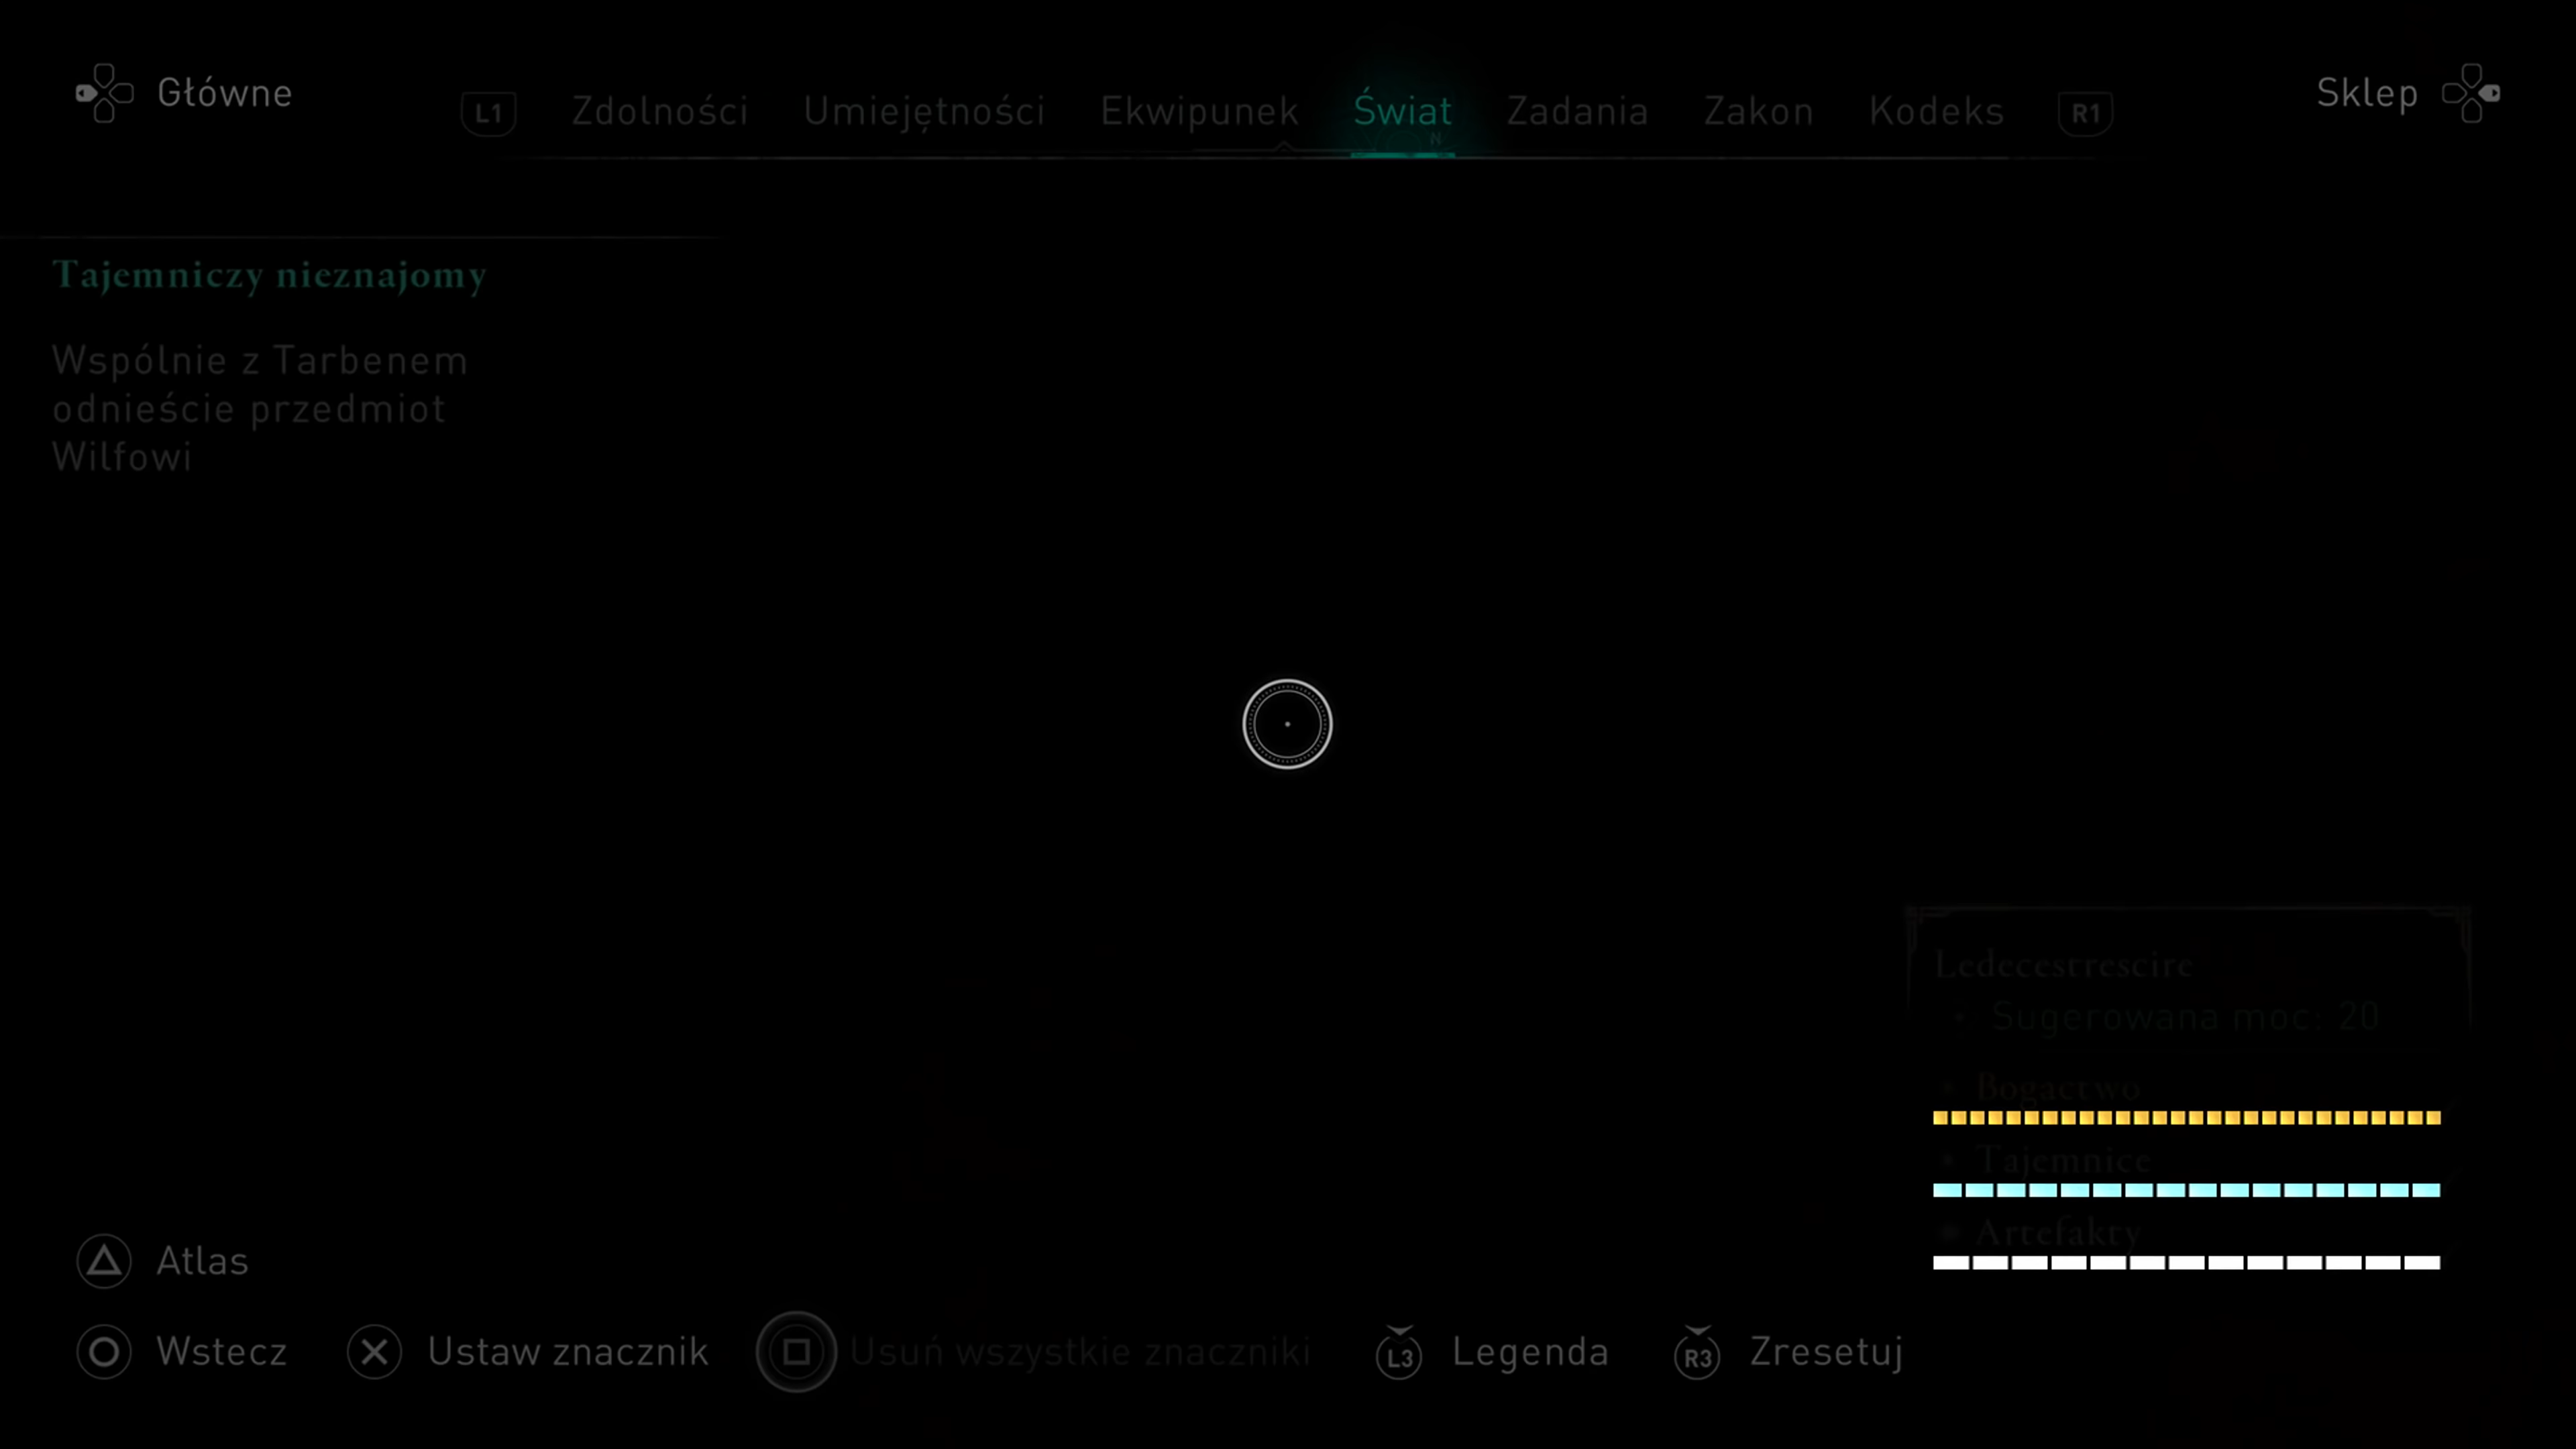 Główne
L1 Zdolności Umiejętności Ekwipunek Świat Zadania Zakon Kodeks R1
Sklep
N
Tajemniczy nieznajomy
Wspólnie z Tarbenem
odnieście przedmiot
Wilfowi
Ledecestrescire
Sugerowana moc: 20
Bogactwo
Tajemnice
Artefakty
Atlas
Wstecz Ustaw znacznik Usuń wszystkie znaczniki L3 Legenda R3 Zresetuj